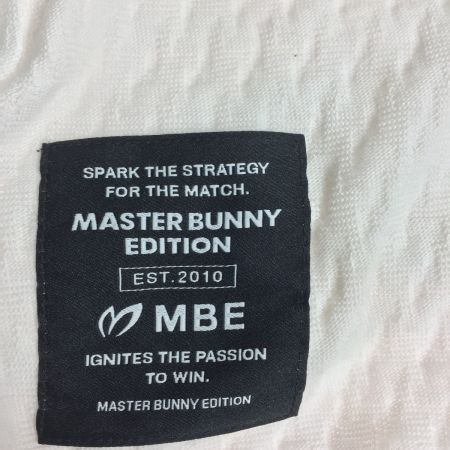 SPARK THE STRATEGY
FOR THE MATCH.
MASTER BUNNY
EDITION
EST.2010
MBE
IGNITES THE PASSION
TO WIN.
MASTER BUNNY EDITION